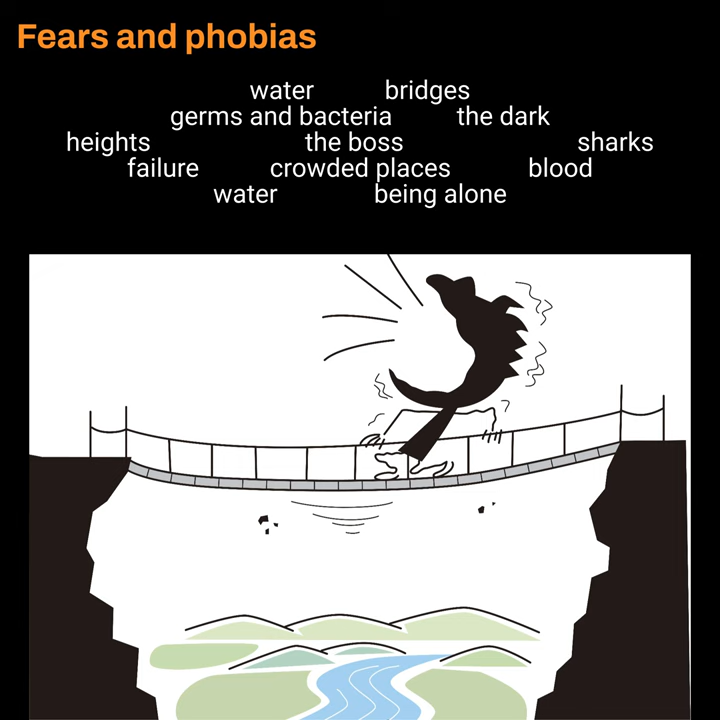 Fears and phobias
water bridges
germs and bacteria the dark
heights the boss sharks
failure crowded places blood
water being alone